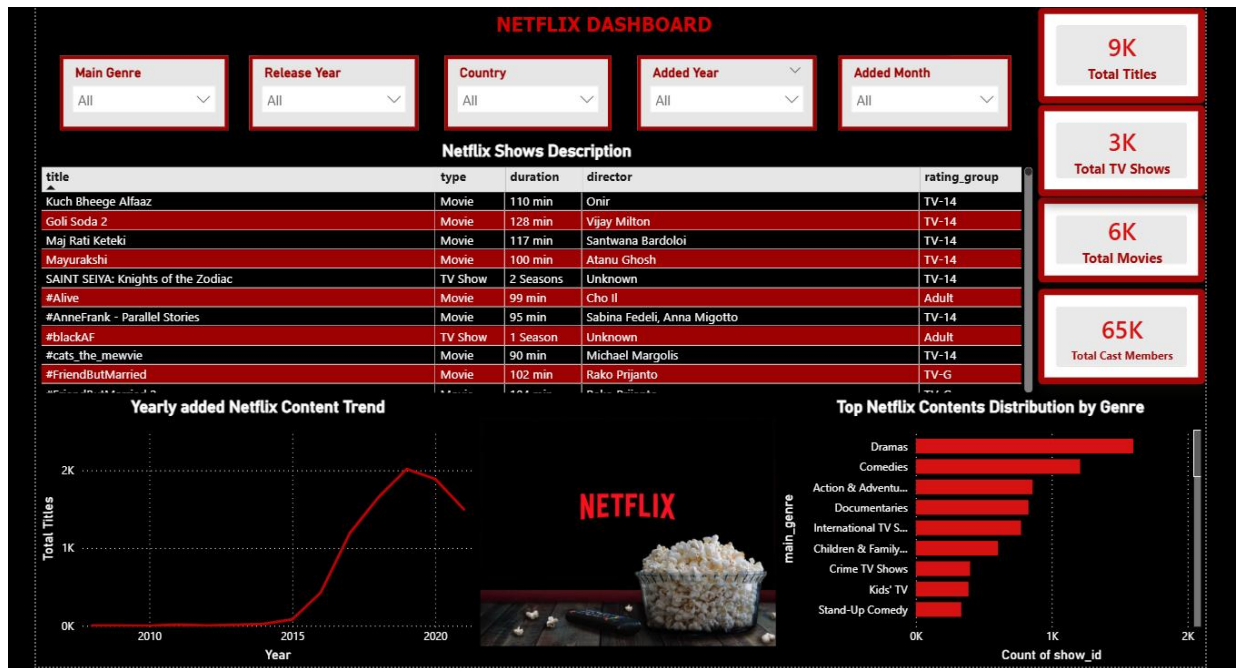 NETFLIX DASHBOARD
Main Genre
All
Release Year
All
Country
All
Added Year
All
Added Month
All
9K
Total Titles
3K
Total TV Shows
6K
Total Movies
65K
Total Cast Members
Netflix Shows Description
title type duration director rating_group
Kuch Bheege Alfaaz Movie 110 min Onir TV-14
Goli Soda 2 Movie 128 min Vijay Milton TV-14
Maj Rati Keteki Movie 117 min Santwana Bardoloi TV-14
Mayurakshi Movie 100 min Atanu Ghosh TV-14
SAINT SEIYA: Knights of the Zodiac TV Show 2 Seasons Unknown TV-14
#Alive Movie 99 min Cho Il Adult
#AnneFrank - Parallel Stories Movie 95 min Sabina Fedeli, Anna Migotto TV-14
#blackAF TV Show 1 Season Unknown Adult
#cats_the_mewvie Movie 90 min Michael Margolis TV-14
#FriendButMarried Movie 102 min Rako Prijanto TV-G
Yearly added Netflix Content Trend
Total Titles
2K
1K
0K
2010 2015 2020
Year
NETFLIX
Top Netflix Contents Distribution by Genre
main_genre
Dramas
Comedies
Action & Adventu...
Documentaries
International TV S...
Children & Family...
Crime TV Shows
Kids' TV
Stand-Up Comedy
0K 1K 2K
Count of show_id